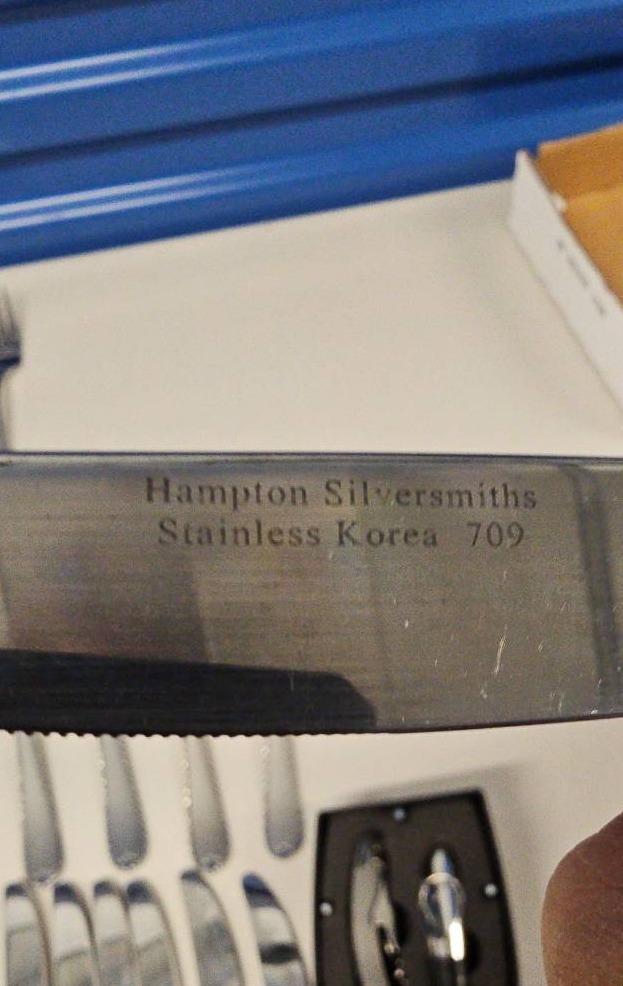 Hampton Silversmiths
Stainless Korea 709